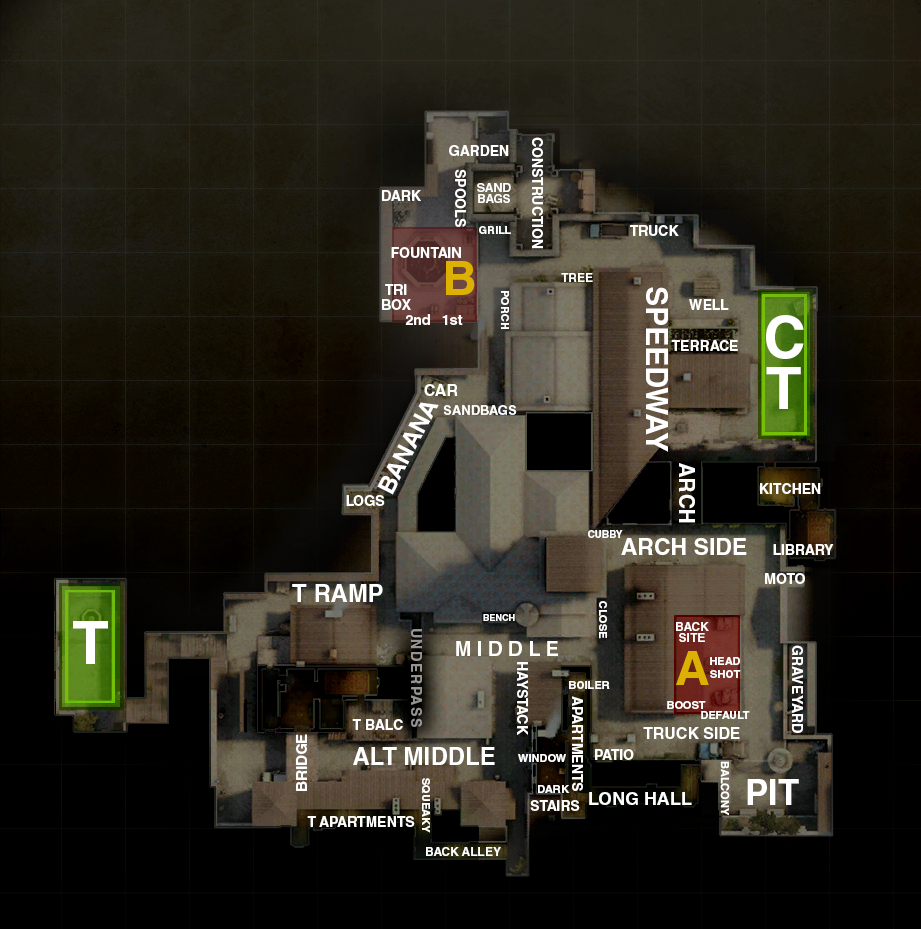 GARDEN
CONSTRUCTION
SPOOLS
SAND
BAGS
DARK
GRILL
TRUCK
FOUNTAIN
B
TREE
TRI
BOX
2nd 1st
PORCH
SPEEDWAY
WELL
TERRACE
CT
CAR
SANDBAGS
BANANA
LOGS
ARCH
KITCHEN
CUBBY
ARCH SIDE
LIBRARY
MOTO
T RAMP
T
BENCH
CLOSE
MIDDLE
UNDERPASS
BACK
SITE
A
HEAD
SHOT
GRAVEYARD
HAYSTACK
BOILER
APARTMENTS
BOOST
DEFAULT
T BALC
TRUCK SIDE
BRIDGE
ALT MIDDLE
WINDOW
PATIO
BALCONY
PIT
SQUEAKY
DARK
STAIRS
LONG HALL
T APARTMENTS
BACK ALLEY